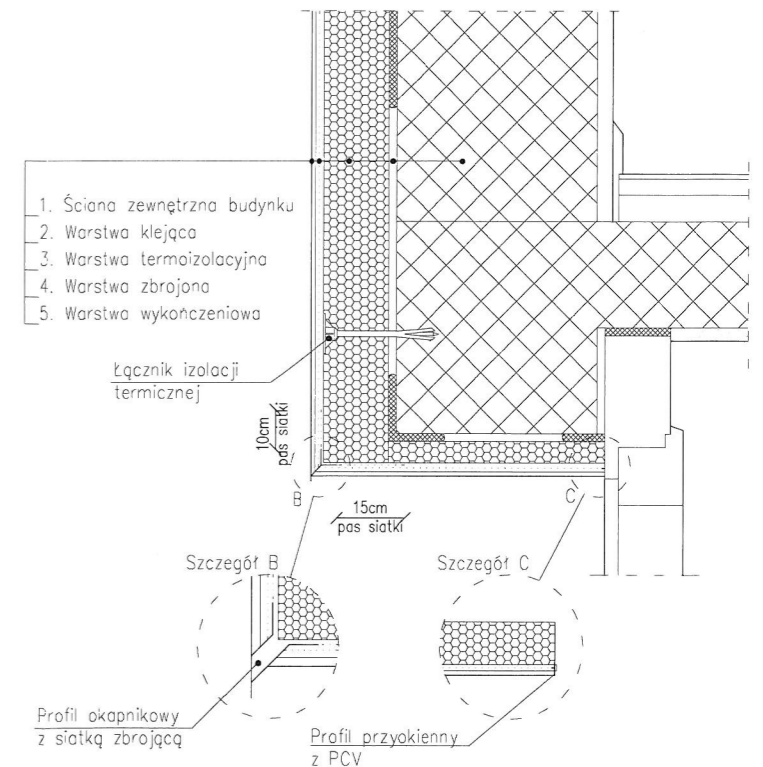 1. Ściana zewnętrzna budynku
2. Warstwa klejąca
3. Warstwa termoizolacyjna
4. Warstwa zbrojona
5. Warstwa wykończeniowa
Łącznik izolacji
termicznej
10cm
pas siatki
B
C
15cm
pas siatki
Szczegół B
Szczegół C
Profil okapnikowy
z siatką zbrojącą
Profil przyokienny
z PCV